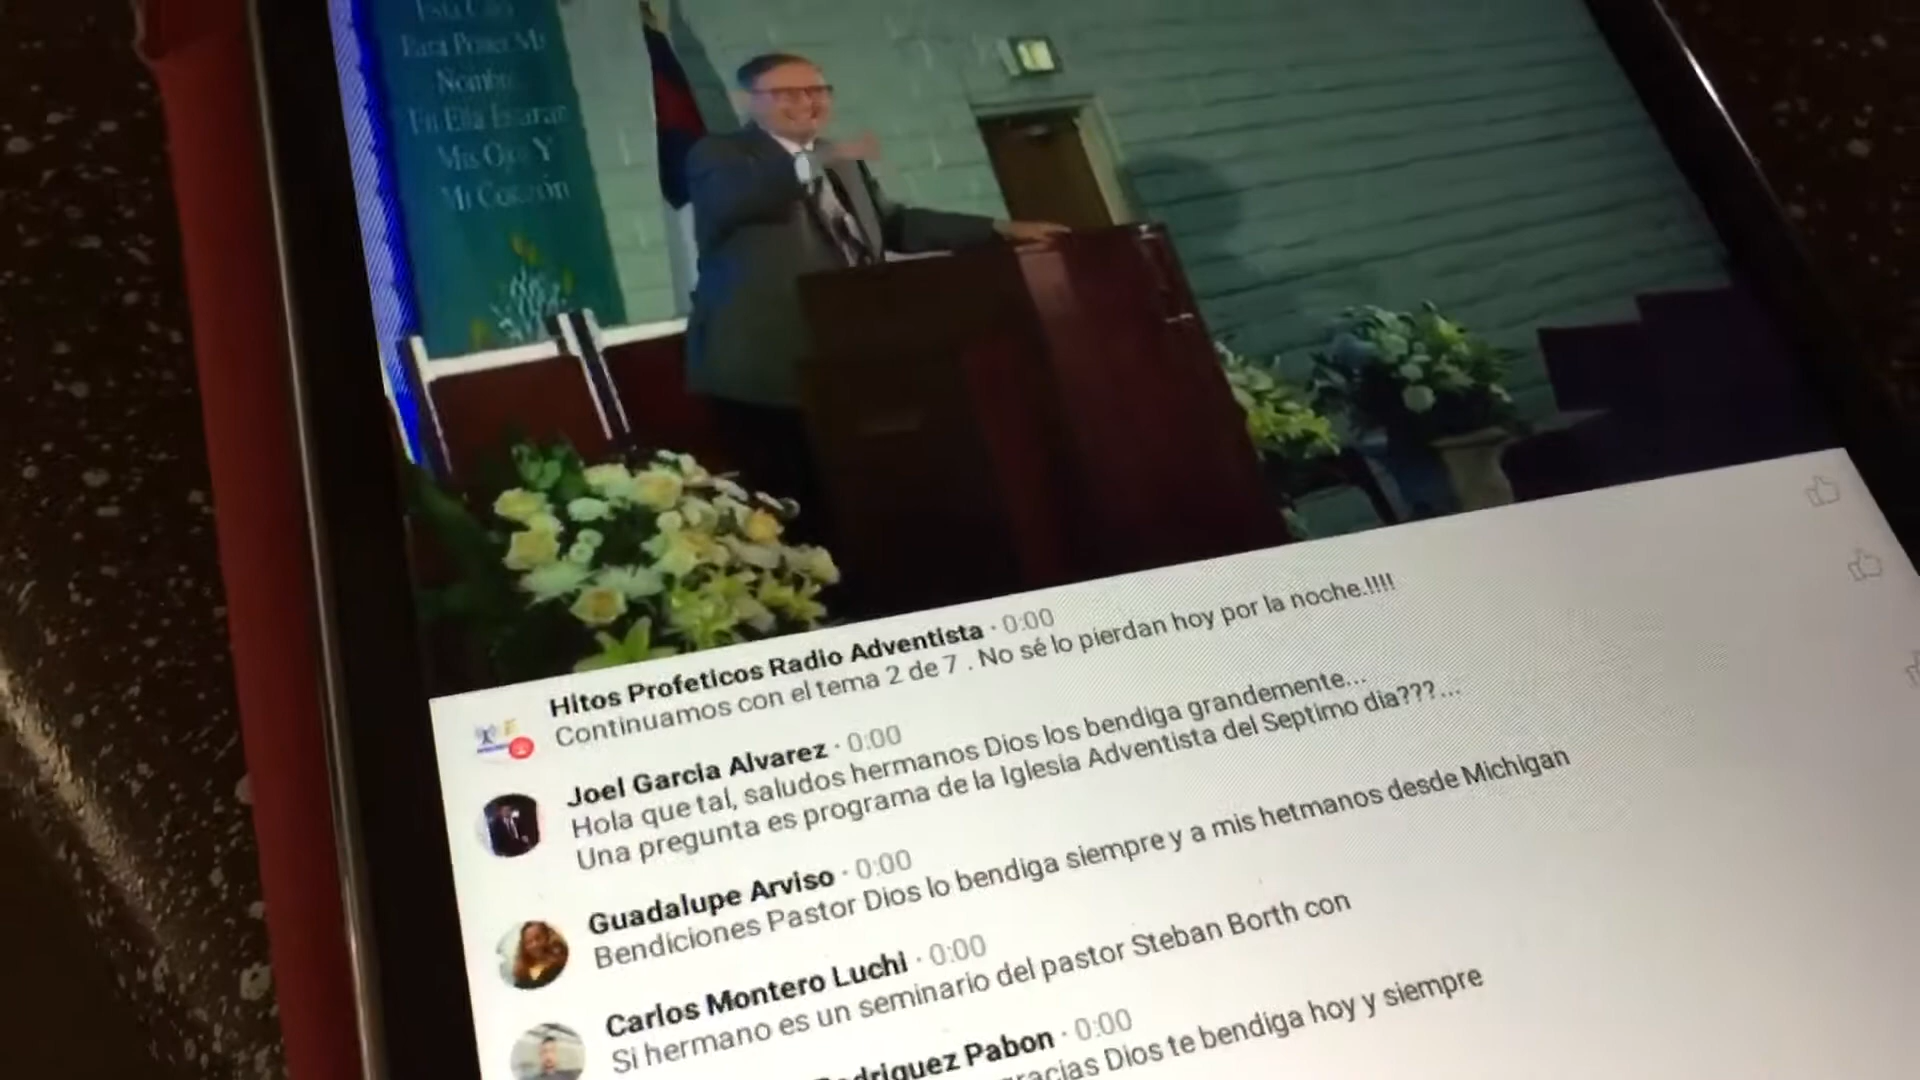 Esta Casa
Para Poner Mi
Nombre
En Ella Estaran
Mis Ojos Y
Mi Corazón
Hitos Profeticos Radio Adventista · 0:00
Continuamos con el tema 2 de 7 . No sé lo pierdan hoy por la noche.!!!!
Joel Garcia Alvarez · 0:00
Hola que tal, saludos hermanos Dios los bendiga grandemente...
Una pregunta es programa de la Iglesia Adventista del Septimo dia???...
Guadalupe Arviso · 0:00
Bendiciones Pastor Dios lo bendiga siempre y a mis hetmanos desde Michigan
Carlos Montero Luchi · 0:00
Si hermano es un seminario del pastor Steban Borth con
Rodriguez Pabon · 0:00
gracias Dios te bendiga hoy y siempre